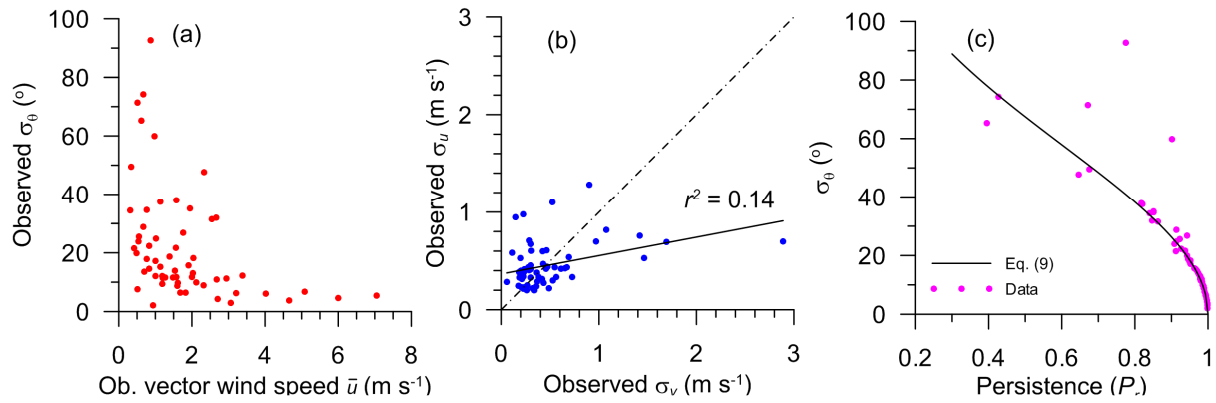 (a)
Observed σθ (°)
100
80
60
40
20
0
0 2 4 6 8
Ob. vector wind speed ū (m s⁻¹)
(b)
Observed σu (m s⁻¹)
3
2
1
0
r² = 0.14
0 1 2 3
Observed σv (m s⁻¹)
(c)
σθ (°)
100
80
60
40
20
0
Eq. (9)
Data
0.2 0.4 0.6 0.8 1
Persistence (Pr)